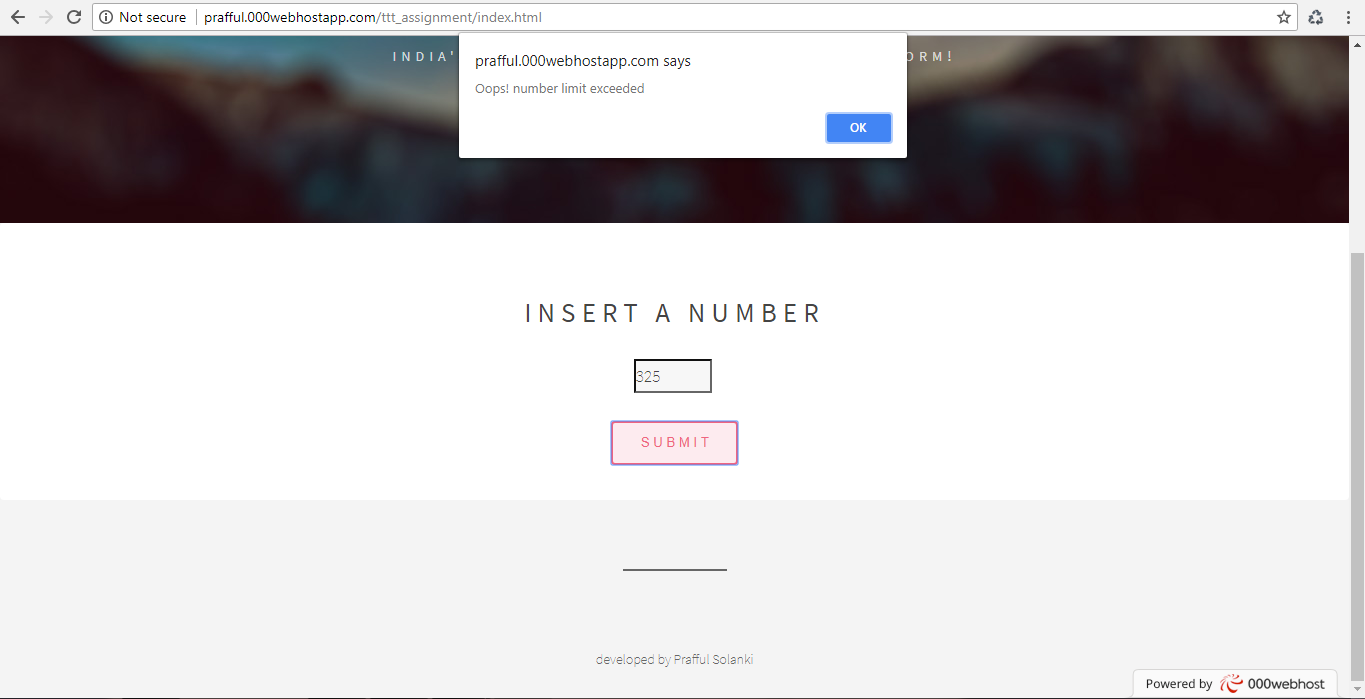 Not secure prafful.000webhostapp.com/ttt_assignment/index.html
INDIA' ORM!
prafful.000webhostapp.com says
Oops! number limit exceeded
OK
INSERT A NUMBER
325
SUBMIT
developed by Prafful Solanki
Powered by 000webhost